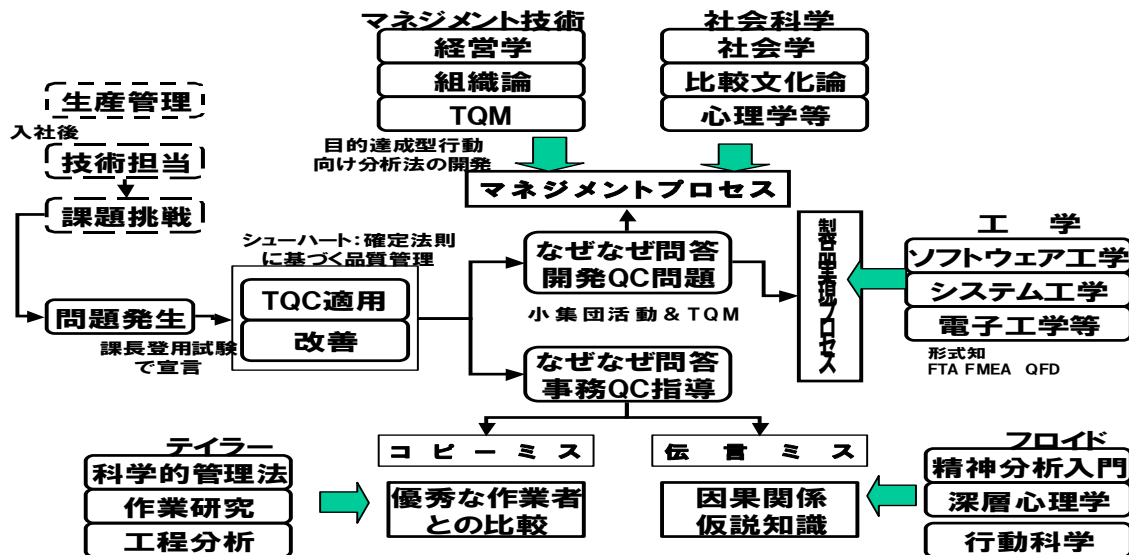 マネジメント技術
経営学
組織論
TQM
社会科学
社会学
比較文化論
心理学等
生産管理
入社後
技術担当
課題挑戦
目的達成型行動
向け分析法の開発
マネジメントプロセス
シューハート：確定法則
に基づく品質管理
TQC適用
改善
問題発生
課長登用試験
で宣言
なぜなぜ問答
開発QC問題
小集団活動＆TQM
なぜなぜ問答
事務QC指導
実現プロセス
工　学
ソフトウェア工学
システム工学
電子工学等
形式知
FTA FMEA QFD
テイラー
科学的管理法
作業研究
工程分析
コピーミス
優秀な作業者
との比較
伝言ミス
因果関係
仮説知識
フロイド
精神分析入門
深層心理学
行動科学